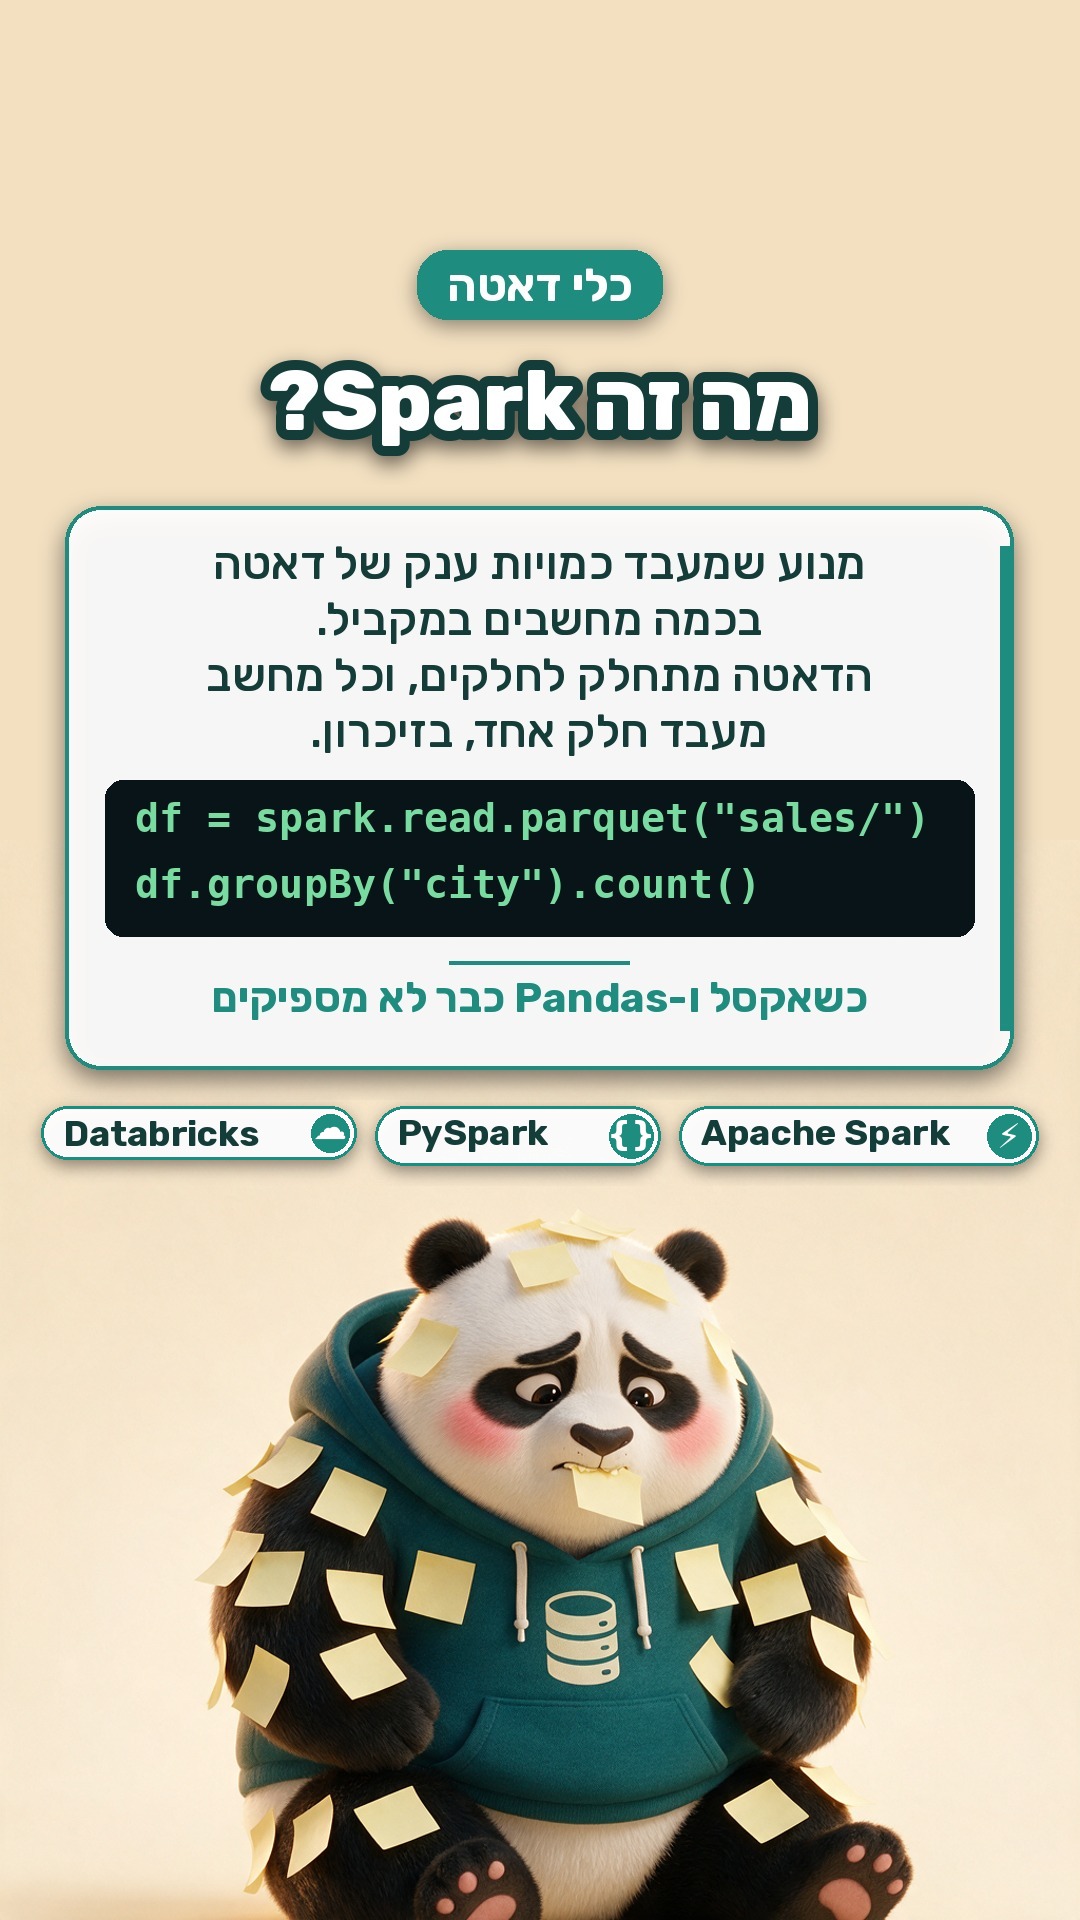 כלי דאטה
מה זה Spark?
מנוע שמעבד כמויות ענק של דאטה
בכמה מחשבים במקביל.
הדאטה מתחלק לחלקים, וכל מחשב
מעבד חלק אחד, בזיכרון.
df = spark.read.parquet("sales/")
df.groupBy("city").count()
כשאקסל ו-Pandas כבר לא מספיקים
Apache Spark ⚡
PySpark {}
Databricks ☁